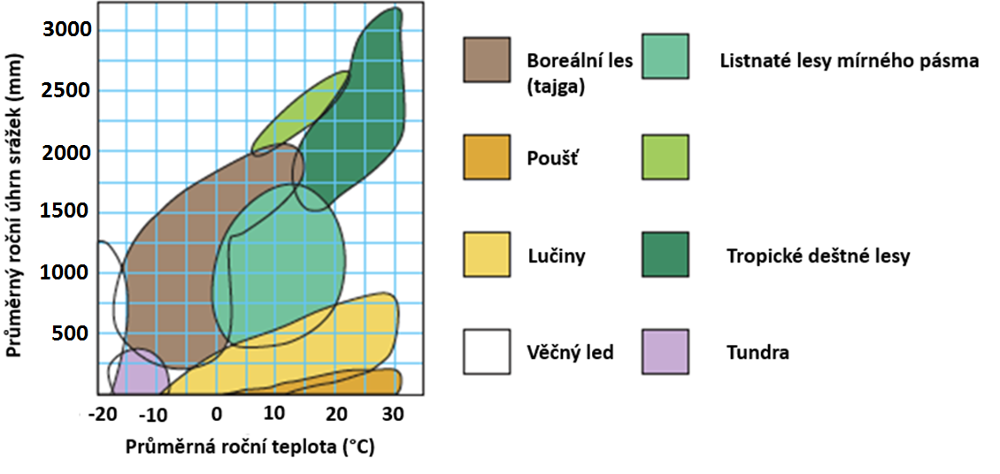 Průměrný roční úhrn srážek (mm)
3000
2500
2000
1500
1000
500
-20 -10 0 10 20 30
Průměrná roční teplota (°C)
Boreální les
(tajga)
Listnaté lesy mírného pásma
Poušť
Lučiny
Tropické deštné lesy
Věčný led
Tundra